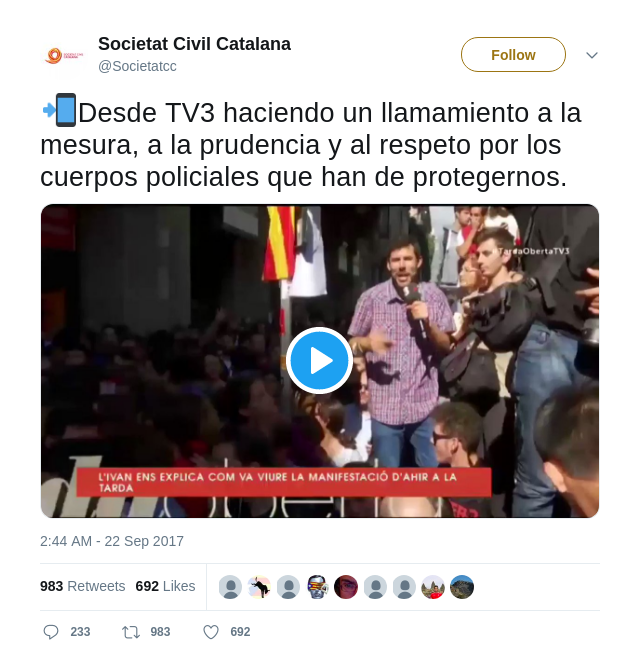 Societat Civil Catalana
@Societatcc
Follow
Desde TV3 haciendo un llamamiento a la
mesura, a la prudencia y al respeto por los
cuerpos policiales que han de protegernos.
TardaObertaTV3
L'IVAN ENS EXPLICA COM VA VIURE LA MANIFESTACIÓ D'AHIR A LA
TARDA
2:44 AM - 22 Sep 2017
983 Retweets 692 Likes
233 983 692